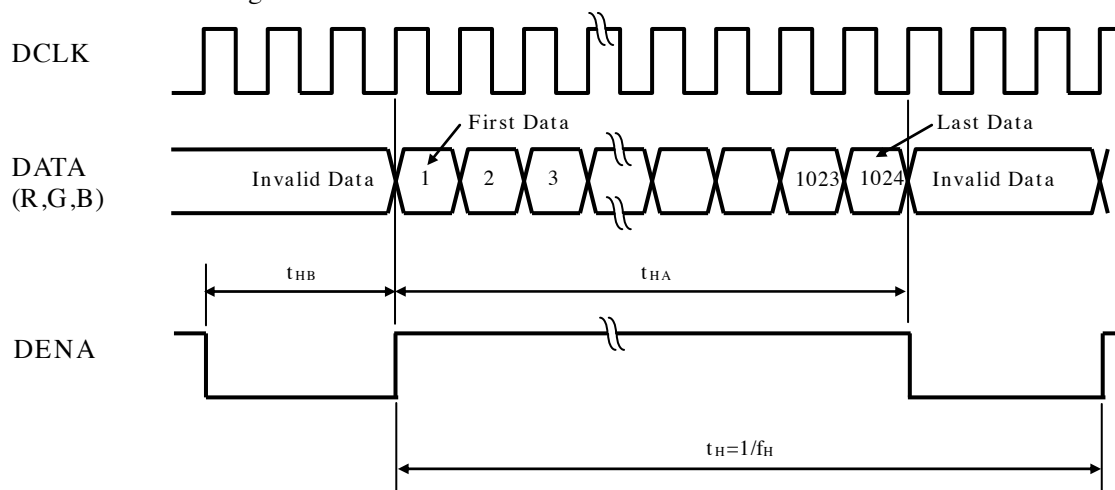 DCLK
First Data
Last Data
DATA
(R,G,B)
Invalid Data
1
2
3
1023
1024
Invalid Data
tHB
tHA
DENA
tH=1/fH